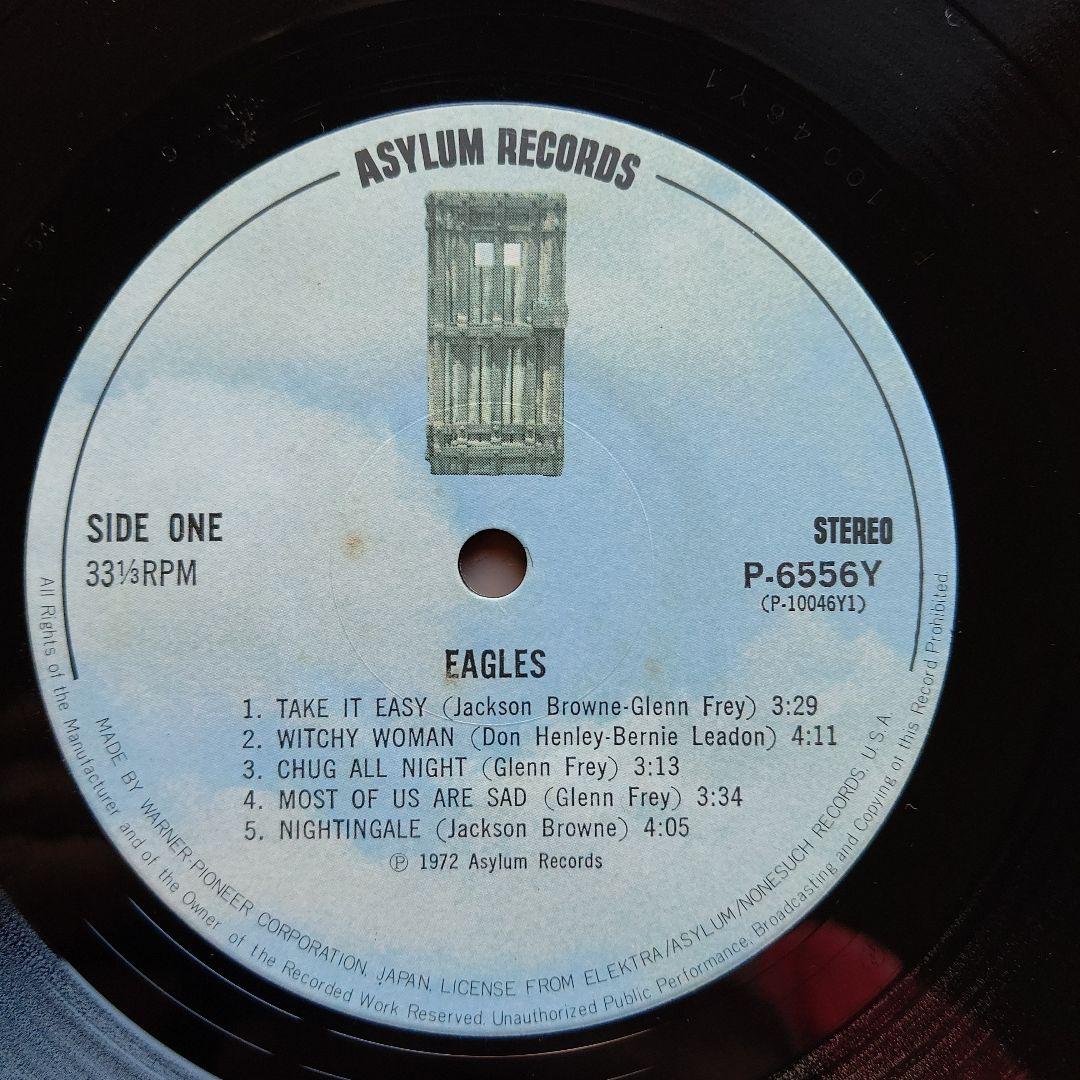 ASYLUM RECORDS
SIDE ONE
33⅓RPM
STEREO
P-6556Y
(P-10046Y1)
EAGLES
1. TAKE IT EASY (Jackson Browne-Glenn Frey) 3:29
2. WITCHY WOMAN (Don Henley-Bernie Leadon) 4:11
3. CHUG ALL NIGHT (Glenn Frey) 3:13
4. MOST OF US ARE SAD (Glenn Frey) 3:34
5. NIGHTINGALE (Jackson Browne) 4:05
Ⓟ 1972 Asylum Records
MADE BY WARNER-PIONEER CORPORATION, JAPAN, LICENSE FROM ELEKTRA/ASYLUM/NONESUCH RECORDS, U.S.A.
All Rights of the Manufacturer and of the Owner of the Recorded Work Reserved. Unauthorized Public Performance, Broadcasting and Copying of this Record Prohibited.